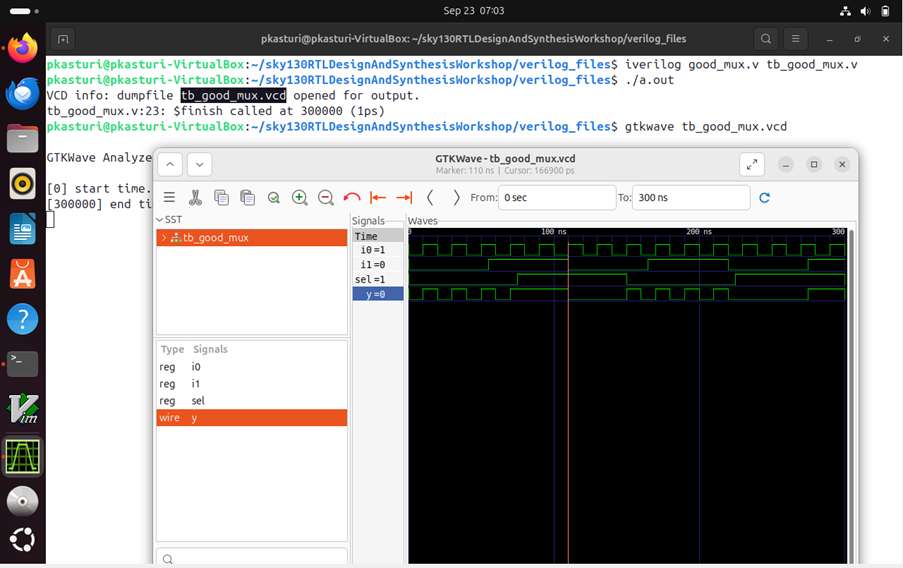 Sep 23 07:03
pkasturi@pkasturi-VirtualBox: ~/sky130RTLDesignAndSynthesisWorkshop/verilog_files
pkasturi@pkasturi-VirtualBox:~/sky130RTLDesignAndSynthesisWorkshop/verilog_files$ iverilog good_mux.v tb_good_mux.v
pkasturi@pkasturi-VirtualBox:~/sky130RTLDesignAndSynthesisWorkshop/verilog_files$ ./a.out
VCD info: dumpfile tb_good_mux.vcd opened for output.
tb_good_mux.v:23: $finish called at 300000 (1ps)
pkasturi@pkasturi-VirtualBox:~/sky130RTLDesignAndSynthesisWorkshop/verilog_files$ gtkwave tb_good_mux.vcd
GTKWave Analyze
[0] start time.
[300000] end ti
GTKWave - tb_good_mux.vcd
Marker: 110 ns | Cursor: 166900 ps
From: 0 sec To: 300 ns
SST
tb_good_mux
Type Signals
reg i0
reg i1
reg sel
wire y
Signals
Time
i0=1
i1=0
sel=1
y=0
Waves
0 100 ns 200 ns 300
Vim